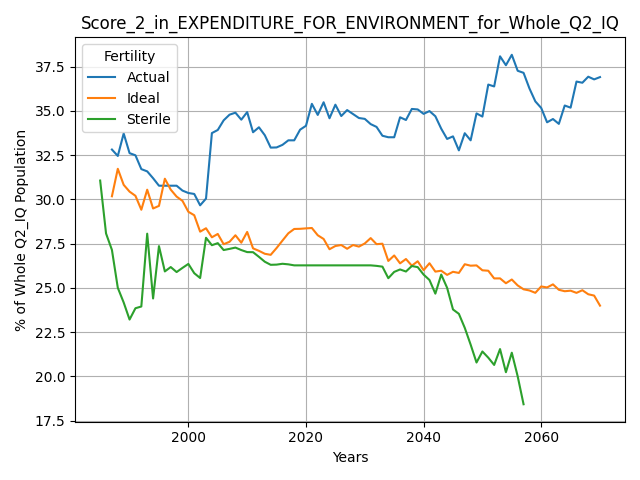 Score_2_in_EXPENDITURE_FOR_ENVIRONMENT_for_Whole_Q2_IQ
Fertility
Actual
Ideal
Sterile
% of Whole Q2_IQ Population
37.5
35.0
32.5
30.0
27.5
25.0
22.5
20.0
17.5
2000
2020
2040
2060
Years